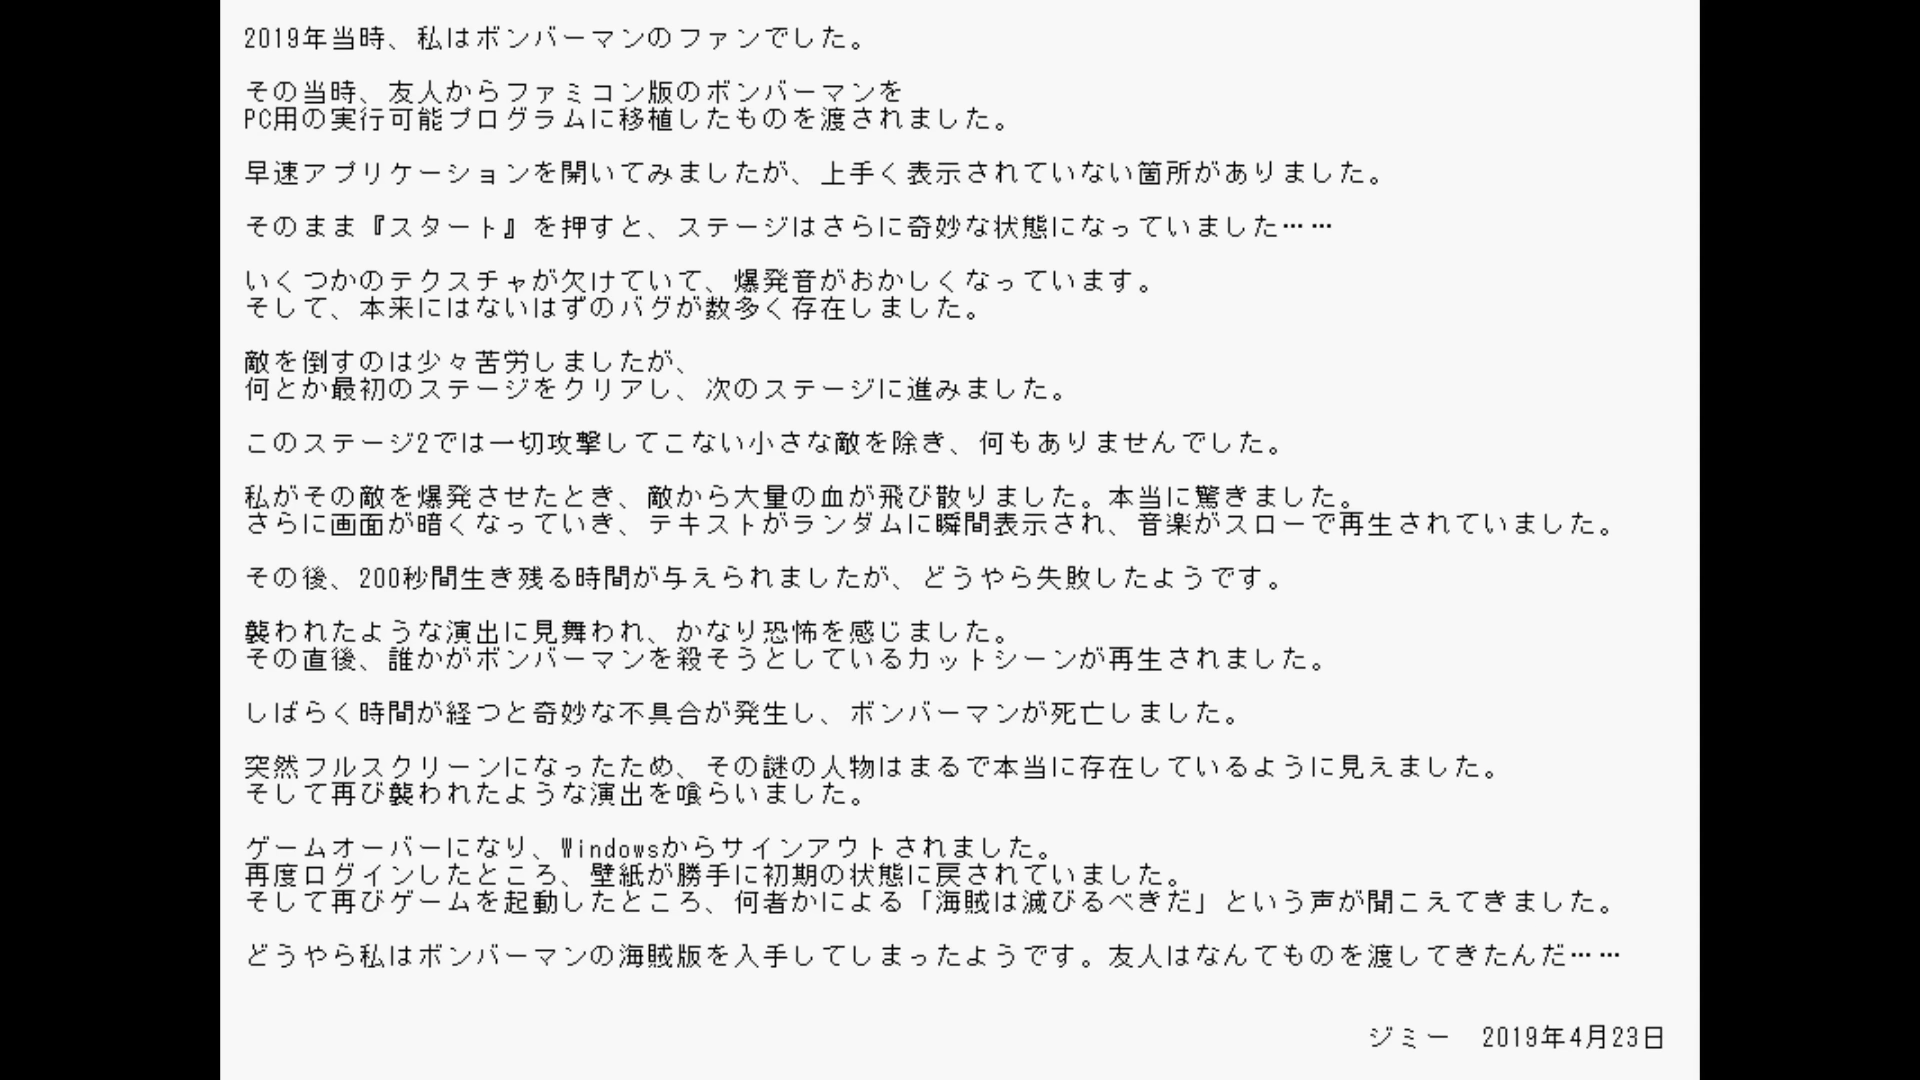 2019年当時、私はボンバーマンのファンでした。
その当時、友人からファミコン版のボンバーマンを
PC用の実行可能プログラムに移植したものを渡されました。
早速アプリケーションを開いてみましたが、上手く表示されていない箇所がありました。
そのまま『スタート』を押すと、ステージはさらに奇妙な状態になっていました……
いくつかのテクスチャが欠けていて、爆発音がおかしくなっています。
そして、本来にはないはずのバグが数多く存在しました。
敵を倒すのは少々苦労しましたが、
何とか最初のステージをクリアし、次のステージに進みました。
このステージ2では一切攻撃してこない小さな敵を除き、何もありませんでした。
私がその敵を爆発させたとき、敵から大量の血が飛び散りました。本当に驚きました。
さらに画面が暗くなっていき、テキストがランダムに瞬間表示され、音楽がスローで再生されていました。
その後、200秒間生き残る時間が与えられましたが、どうやら失敗したようです。
襲われたような演出に見舞われ、かなり恐怖を感じました。
その直後、誰かがボンバーマンを殺そうとしているカットシーンが再生されました。
しばらく時間が経つと奇妙な不具合が発生し、ボンバーマンが死亡しました。
突然フルスクリーンになったため、その謎の人物はまるで本当に存在しているように見えました。
そして再び襲われたような演出を喰らいました。
ゲームオーバーになり、Windowsからサインアウトされました。
再度ログインしたところ、壁紙が勝手に初期の状態に戻されていました。
そして再びゲームを起動したところ、何者かによる「海賊は滅びるべきだ」という声が聞こえてきました。
どうやら私はボンバーマンの海賊版を入手してしまったようです。友人はなんてものを渡してきたんだ……
ジミー　2019年4月23日